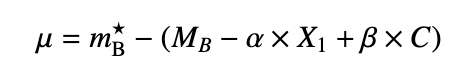 μ = m★B − (MB − α × X1 + β × C)